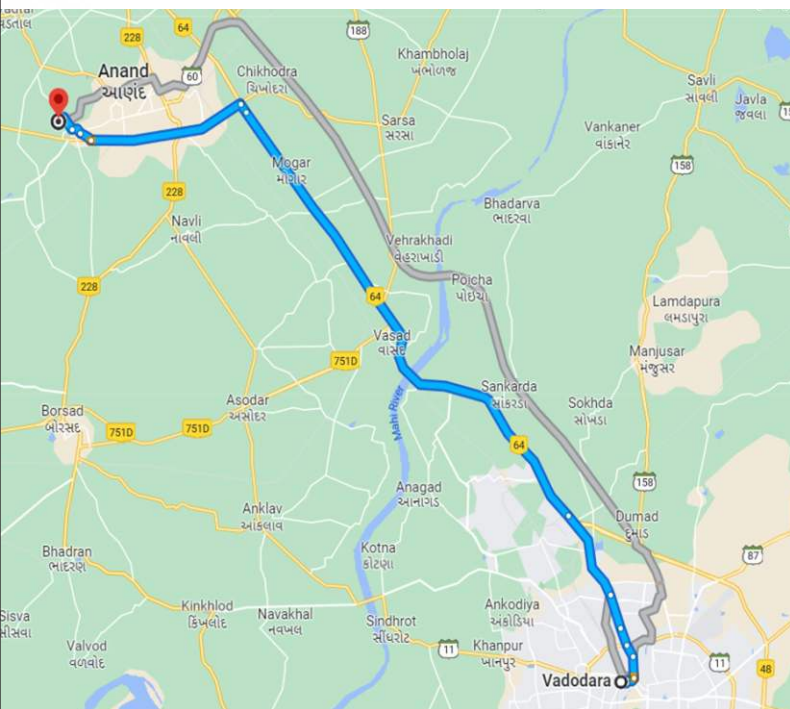 વડતાલ
228
64
188
Khambholaj
ખંભોળજ
Anand
આણંદ
60
Chikhodra
ચિખોદરા
Savli
સાવલી
Javla
જવલા
Sarsa
સરસા
Vankaner
વાંકાનેર
158
Mogar
મોગર
228
Navli
નાવલી
Bhadarva
ભાદરવા
Vehrakhadi
વેહરાખાડી
Poicha
પોઈચા
228
64
Lamdapura
લમડાપુરા
Vasad
વાસદ
751D
Manjusar
મંજુસર
Sankarda
સાંકરડા
Sokhda
સોખડા
Asodar
અસોદર
Borsad
બોરસદ
751D
751D
Mahi River
64
158
Anagad
આનાગઢ
Anklav
આંકલાવ
Dumad
દુમાડ
Bhadran
ભાદરણ
Kotna
કોટણા
87
Kinkhlod
કિંખલોદ
Navakhal
નવખલ
Ankodiya
અંકોડિયા
Sisva
સીસવા
Sindhrot
સીંધરોટ
Valvod
વળવોદ
11
Khanpur
ખાનપુર
11
48
Vadodara